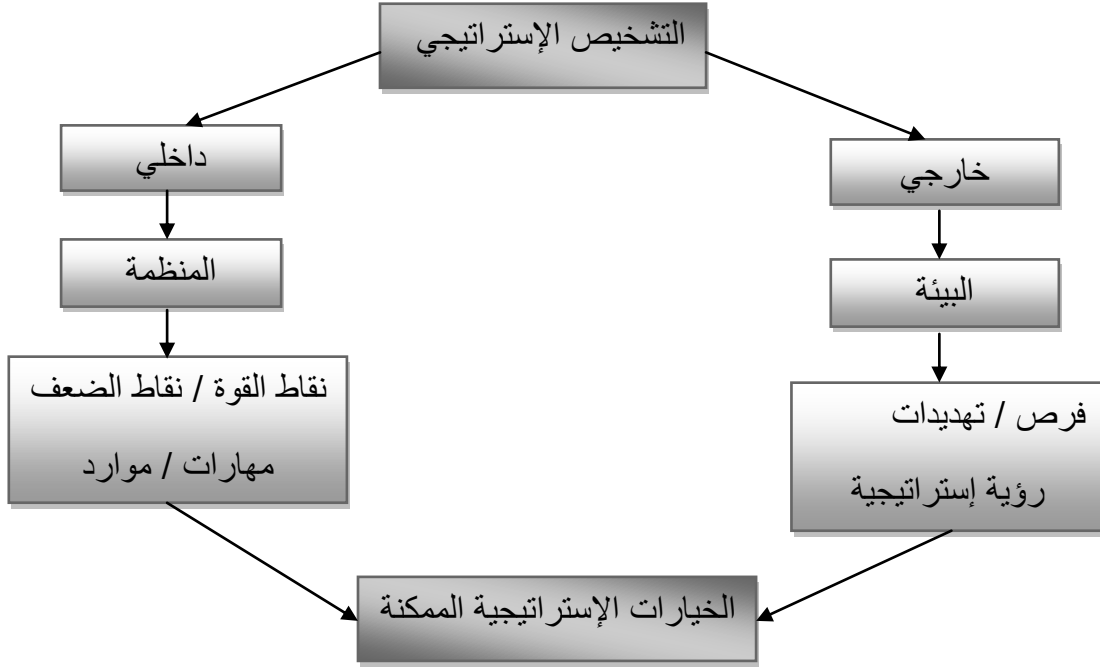 التشخيص الإستراتيجي
خارجي
داخلي
البيئة
المنظمة
فرص / تهديدات
رؤية إستراتيجية
نقاط القوة / نقاط الضعف
مهارات / موارد
الخيارات الإستراتيجية الممكنة